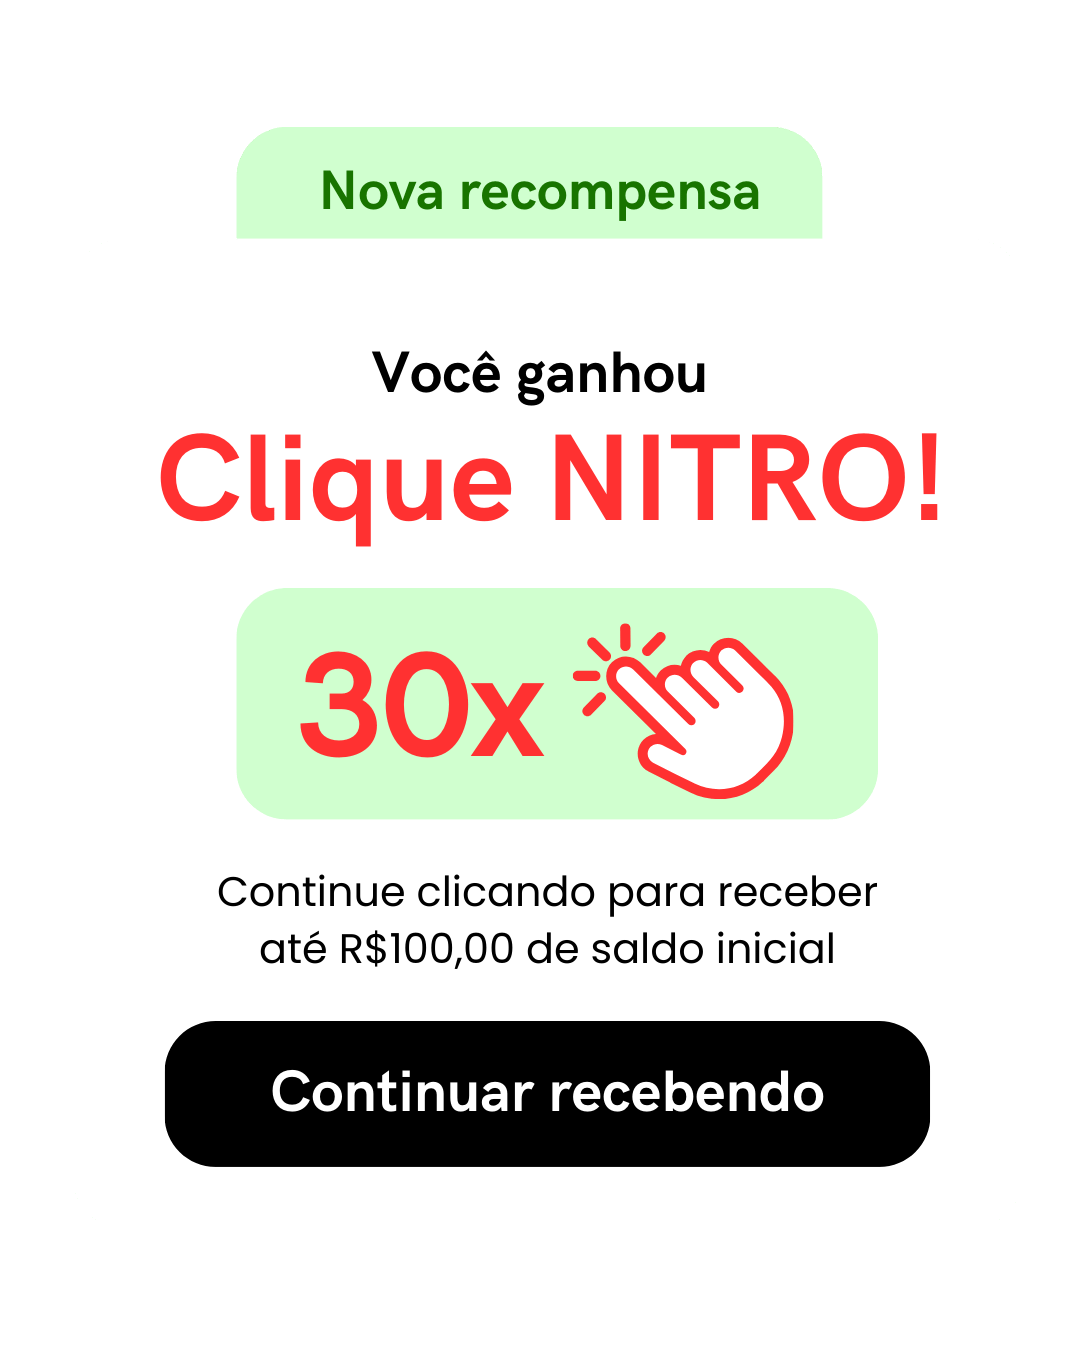 Nova recompensa
Você ganhou
Clique NITRO!
30x
Continue clicando para receber
até R$100,00 de saldo inicial
Continuar recebendo